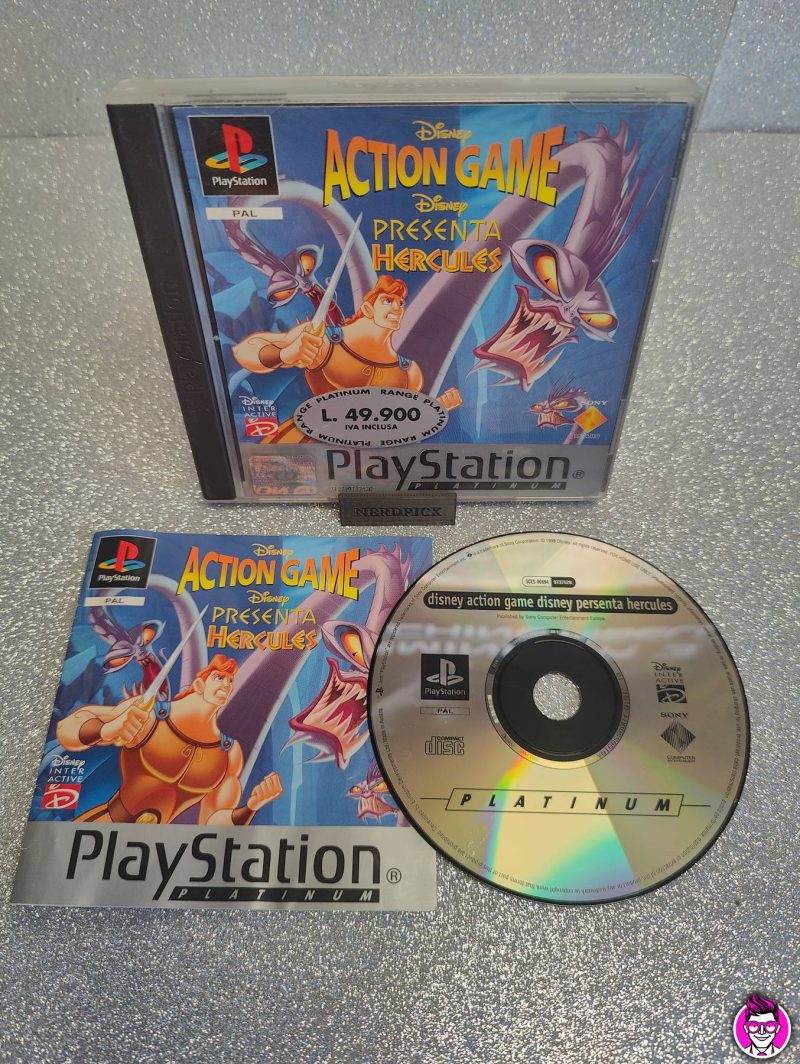 PlayStation
PlayStation
PAL
Disney
ACTION GAME
Disney
PRESENTA
HERCULES
Disney
INTER
ACTIVE
PLATINUM RANGE PLATINUM RANGE PLATINUM RANGE
L. 49.900
IVA INCLUSA
SONY
PlayStation®
PLATINUM
NERDPICK
PlayStation
PAL
Disney
ACTION GAME
Disney
PRESENTA
HERCULES
Disney
INTER
ACTIVE
PlayStation®
PLATINUM
disney action game disney persenta hercules
Published by Sony Computer Entertainment Europe.
PlayStation
PAL
COMPACT
disc
Disney
INTER
ACTIVE
SONY
COMPUTER
ENTERTAINMENT
PLATINUM